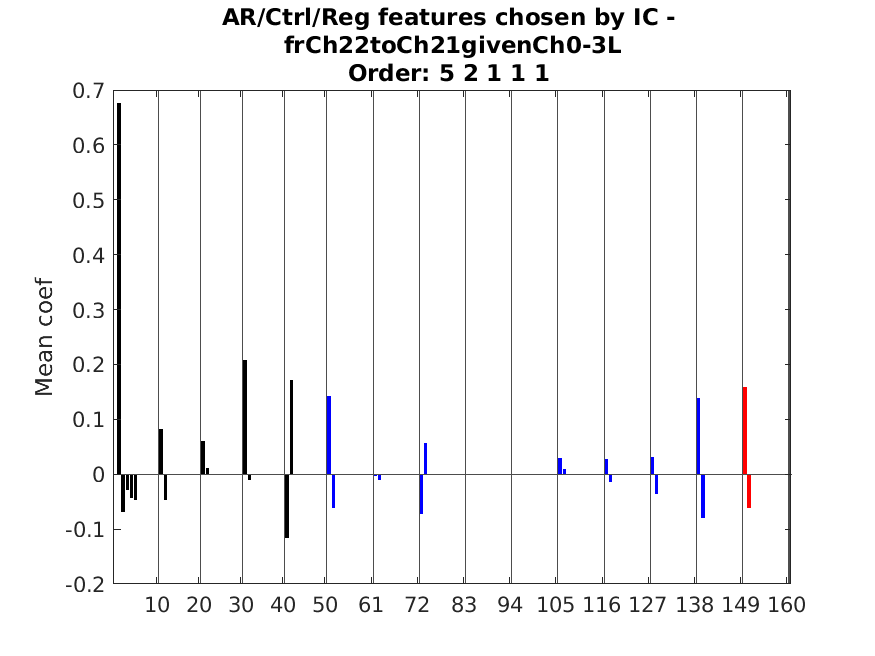 AR/Ctrl/Reg features chosen by IC -
frCh22toCh21givenCh0-3L
Order: 5 2 1 1 1
0.7
0.6
0.5
0.4
0.3
0.2
0.1
0
-0.1
-0.2
Mean coef
10 20 30 40 50 61 72 83 94 105 116 127 138 149 160